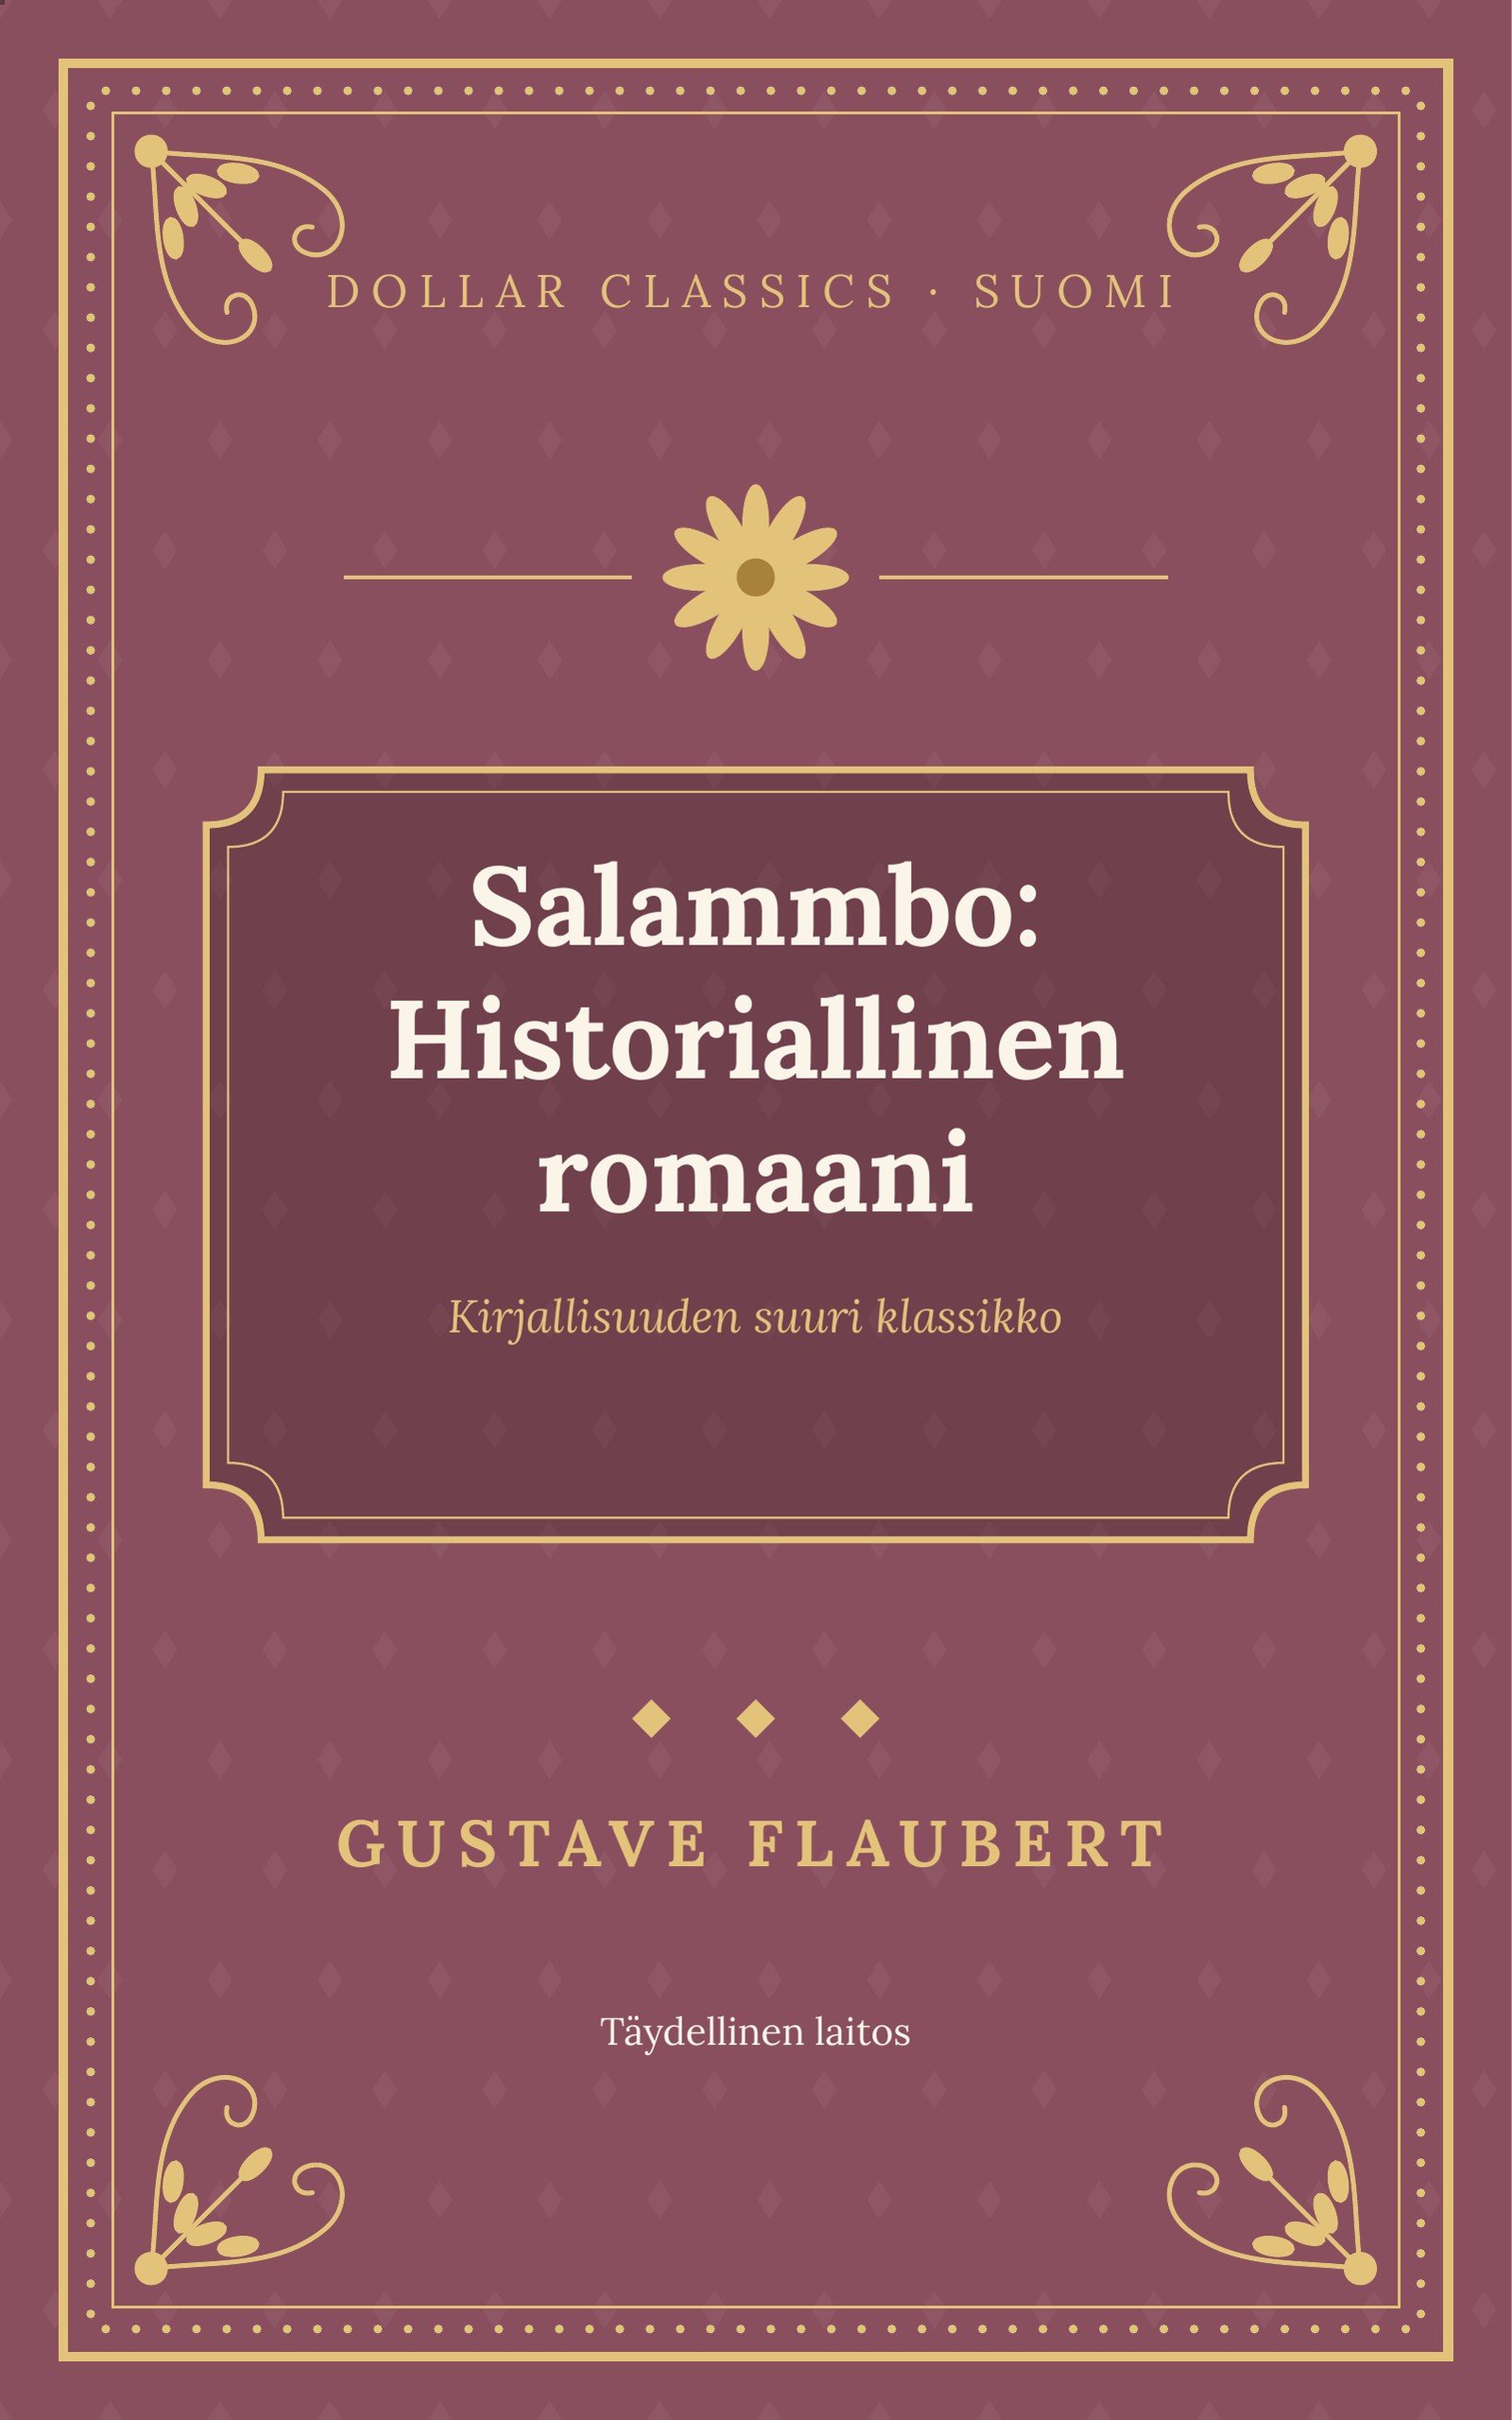 DOLLAR CLASSICS · SUOMI
Salammbo:
Historiallinen
romaani
Kirjallisuuden suuri klassikko
GUSTAVE FLAUBERT
Täydellinen laitos